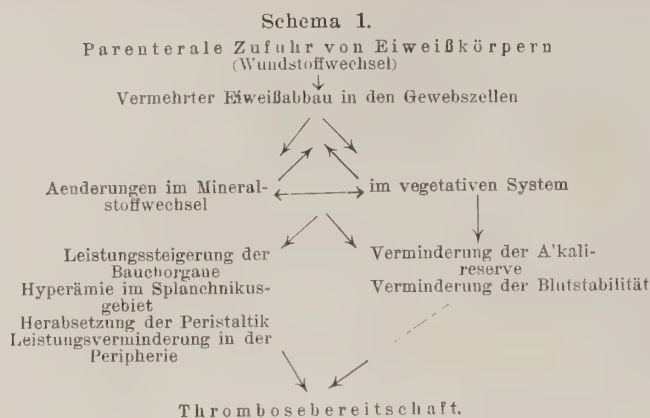 Schema 1.
Parenterale Zufuhr von Eiweißkörpern
(Wundstoffwechsel)
Vermehrter Eiweißabbau in den Gewebszellen
Aenderungen im Mineral-
stoffwechsel
im vegetativen System
Leistungssteigerung der
Bauchorgane
Hyperämie im Splanchnikus-
gebiet
Herabsetzung der Peristaltik
Leistungsverminderung in der
Peripherie
Verminderung der A'kali-
reserve
Verminderung der Blutstabilität
Thrombosebereitschaft.